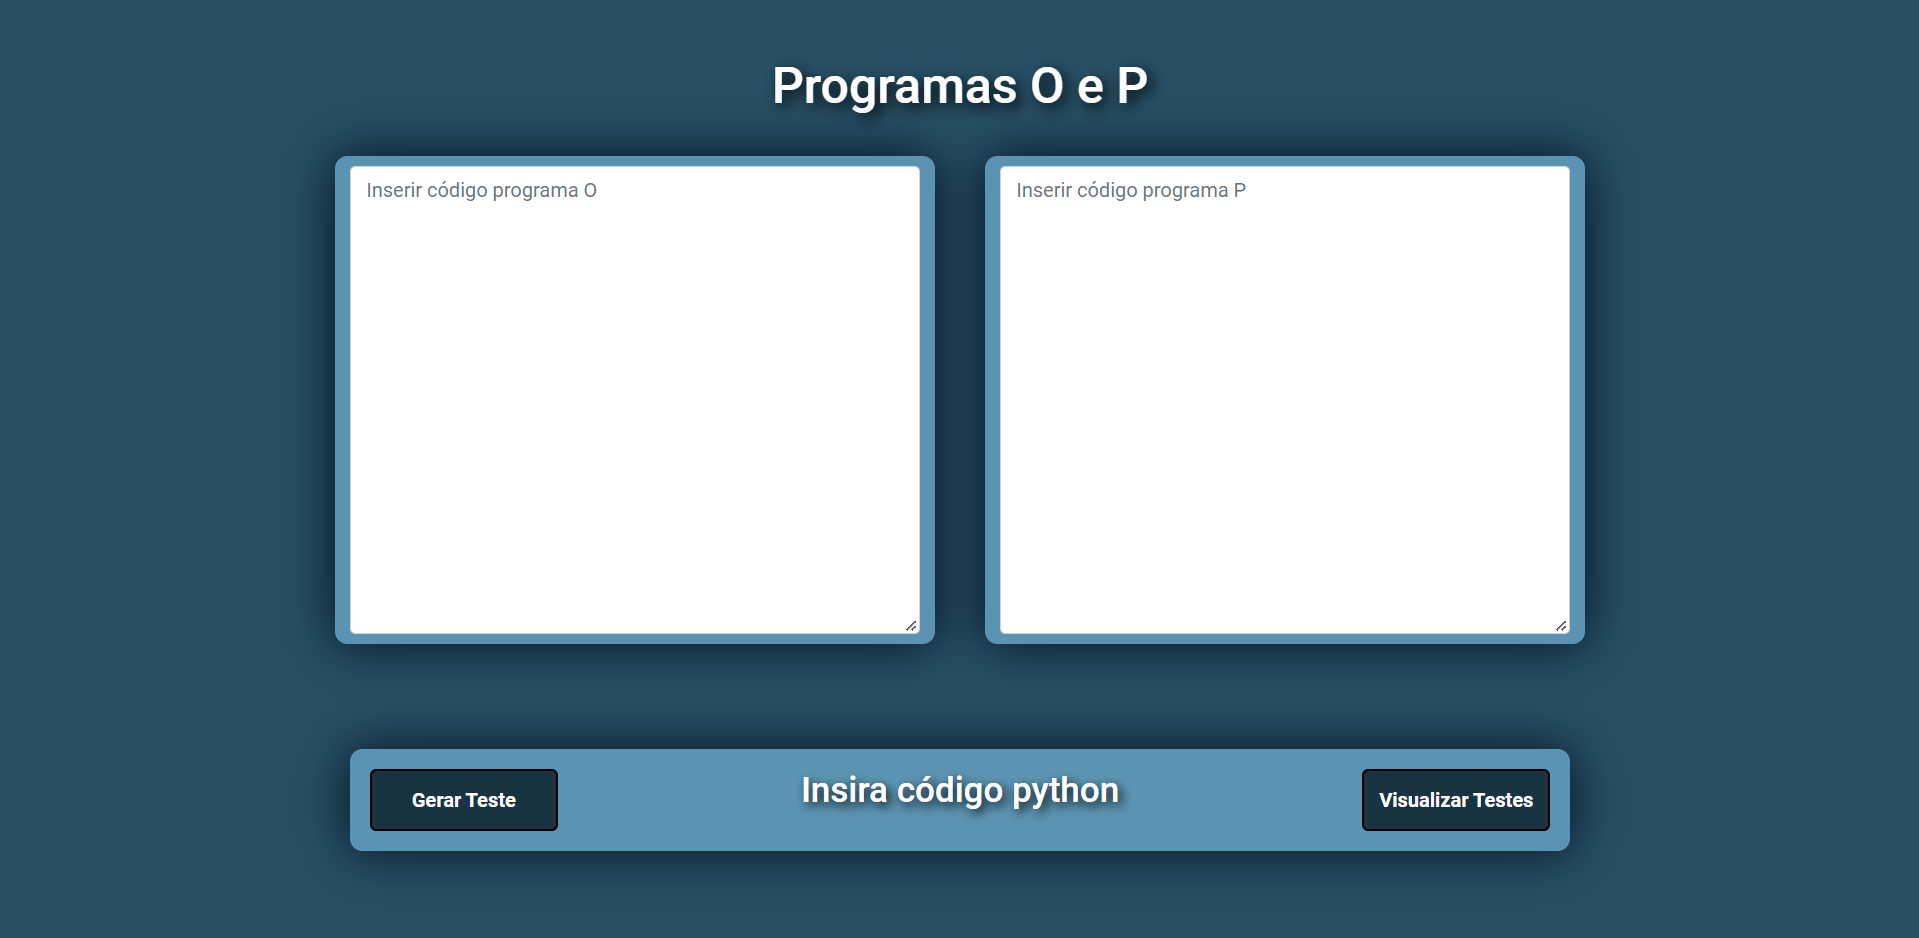 Programas O e P
Inserir código programa O
Inserir código programa P
Gerar Teste
Insira código python
Visualizar Testes